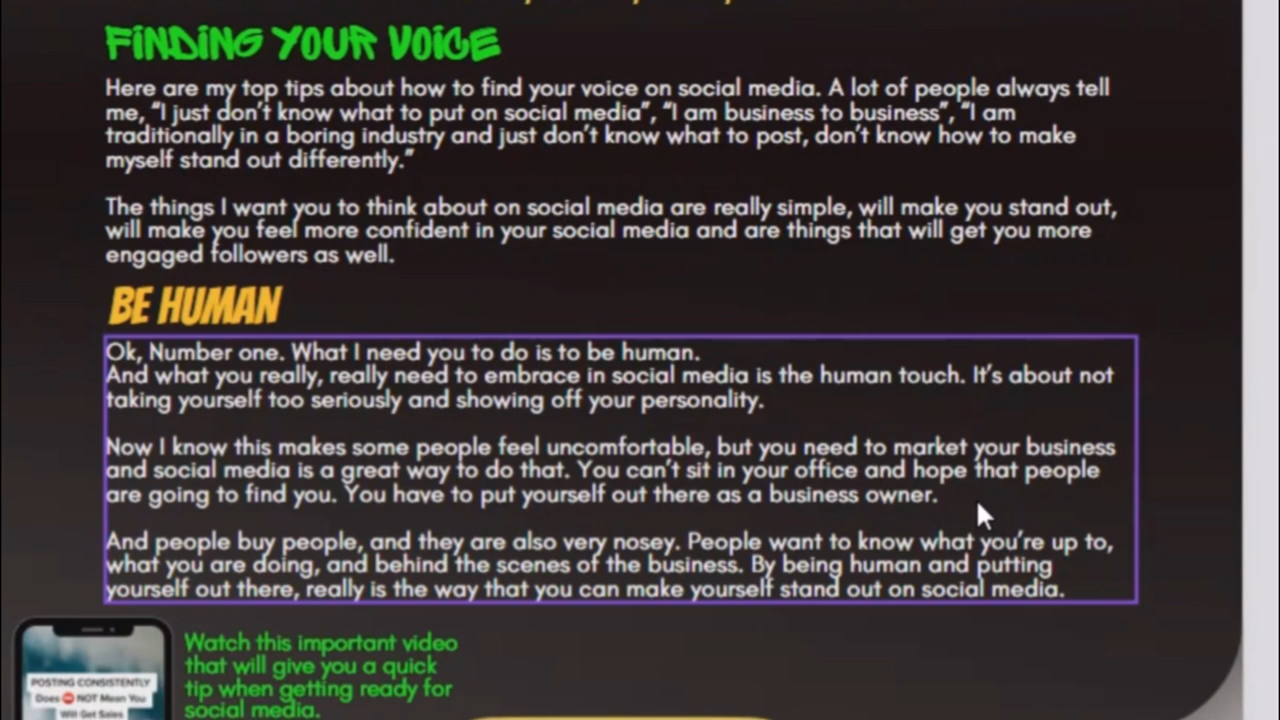 FINDING YOUR VOICE
Here are my top tips about how to find your voice on social media. A lot of people always tell
me, “I just don’t know what to put on social media”, “I am business to business”, “I am
traditionally in a boring industry and just don’t know what to post, don’t know how to make
myself stand out differently.”
The things I want you to think about on social media are really simple, will make you stand out,
will make you feel more confident in your social media and are things that will get you more
engaged followers as well.
BE HUMAN
Ok, Number one. What I need you to do is to be human.
And what you really, really need to embrace in social media is the human touch. It’s about not
taking yourself too seriously and showing off your personality.
Now I know this makes some people feel uncomfortable, but you need to market your business
and social media is a great way to do that. You can’t sit in your office and hope that people
are going to find you. You have to put yourself out there as a business owner.
And people buy people, and they are also very nosey. People want to know what you’re up to,
what you are doing, and behind the scenes of the business. By being human and putting
yourself out there, really is the way that you can make yourself stand out on social media.
Watch this important video
that will give you a quick
tip when getting ready for
social media.
POSTING CONSISTENTLY
Does NOT Mean You
Will Get Sales